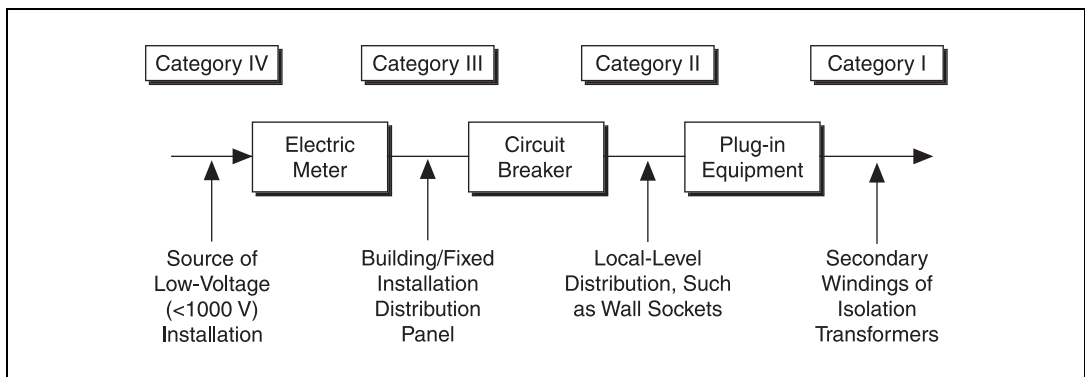 Category IV
Category III
Category II
Category I
Electric
Meter
Circuit
Breaker
Plug-in
Equipment
Source of
Low-Voltage
(<1000 V)
Installation
Building/Fixed
Installation
Distribution
Panel
Local-Level
Distribution, Such
as Wall Sockets
Secondary
Windings of
Isolation
Transformers